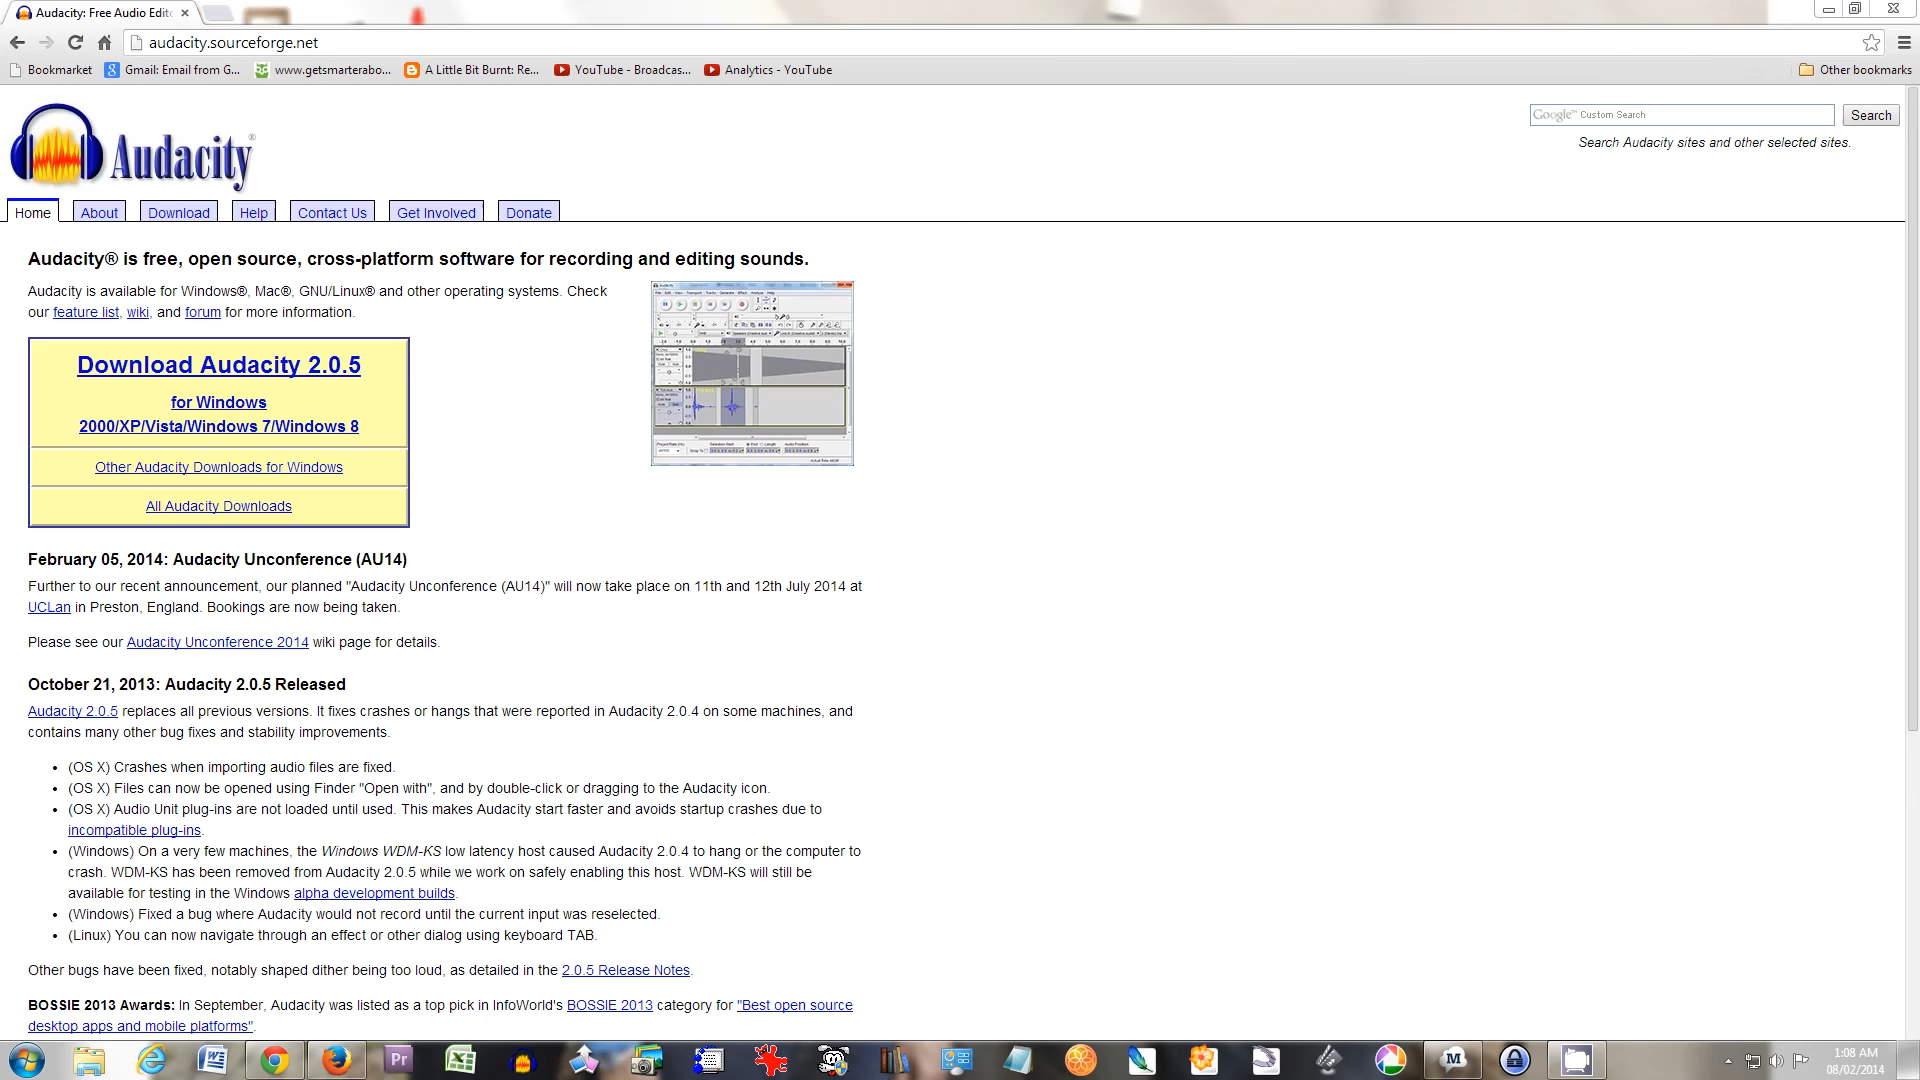 Audacity: Free Audio Edit
audacity.sourceforge.net
Bookmarket
Gmail: Email from G...
www.getsmarterabo...
A Little Bit Burnt: Re...
YouTube - Broadcas...
Analytics - YouTube
Other bookmarks
Audacity®
Google™ Custom Search
Search
Search Audacity sites and other selected sites.
Home
About
Download
Help
Contact Us
Get Involved
Donate
Audacity® is free, open source, cross-platform software for recording and editing sounds.
Audacity is available for Windows®, Mac®, GNU/Linux® and other operating systems. Check
our feature list, wiki, and forum for more information.
Download Audacity 2.0.5
for Windows
2000/XP/Vista/Windows 7/Windows 8
Other Audacity Downloads for Windows
All Audacity Downloads
February 05, 2014: Audacity Unconference (AU14)
Further to our recent announcement, our planned "Audacity Unconference (AU14)" will now take place on 11th and 12th July 2014 at
UCLan in Preston, England. Bookings are now being taken.
Please see our Audacity Unconference 2014 wiki page for details.
October 21, 2013: Audacity 2.0.5 Released
Audacity 2.0.5 replaces all previous versions. It fixes crashes or hangs that were reported in Audacity 2.0.4 on some machines, and
contains many other bug fixes and stability improvements.
• (OS X) Crashes when importing audio files are fixed.
• (OS X) Files can now be opened using Finder "Open with", and by double-click or dragging to the Audacity icon.
• (OS X) Audio Unit plug-ins are not loaded until used. This makes Audacity start faster and avoids startup crashes due to
incompatible plug-ins.
• (Windows) On a very few machines, the Windows WDM-KS low latency host caused Audacity 2.0.4 to hang or the computer to
crash. WDM-KS has been removed from Audacity 2.0.5 while we work on safely enabling this host. WDM-KS will still be
available for testing in the Windows alpha development builds.
• (Windows) Fixed a bug where Audacity would not record until the current input was reselected.
• (Linux) You can now navigate through an effect or other dialog using keyboard TAB.
Other bugs have been fixed, notably shaped dither being too loud, as detailed in the 2.0.5 Release Notes.
BOSSIE 2013 Awards: In September, Audacity was listed as a top pick in InfoWorld's BOSSIE 2013 category for "Best open source
desktop apps and mobile platforms".
Pr
M
1:08 AM
08/02/2014